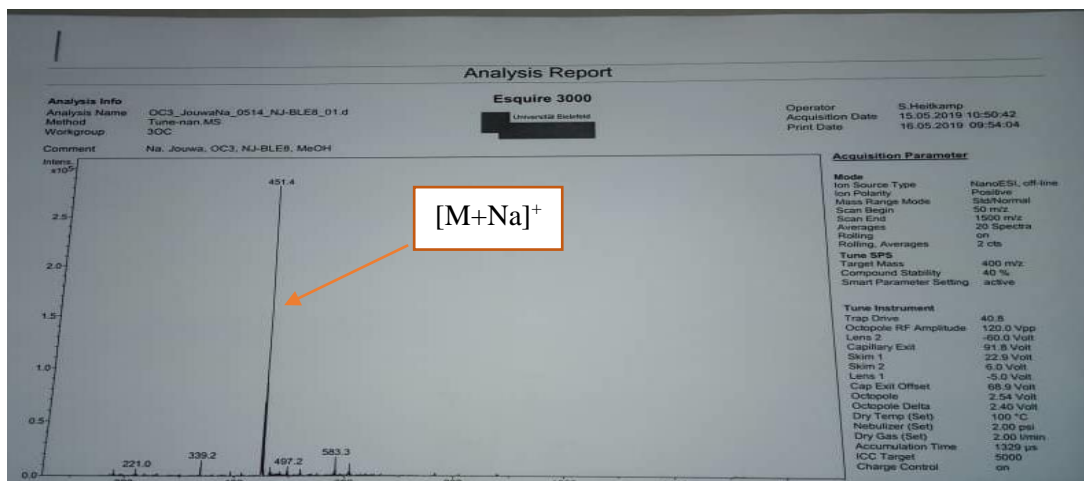 Analysis Report
Analysis Info
Analysis Name OC3_JouwaNa_0514_NJ-BLE8_01.d
Method Tune-nan.MS
Workgroup 3OC
Comment Na. Jouwa, OC3, NJ-BLE8, MeOH
Esquire 3000
Universität Bielefeld
Operator S.Heitkamp
Acquisition Date 15.05.2019 10:50:42
Print Date 16.05.2019 09:54:04
Intens.
x10⁵
2.5
2.0
1.5
1.0
0.5
0.0
451.4
[M+Na]⁺
221.0
339.2
497.2
583.3
Acquisition Parameter
Mode
Ion Source Type NanoESI, off-line
Ion Polarity Positive
Mass Range Mode Std/Normal
Scan Begin 50 m/z
Scan End 1500 m/z
Averages 20 Spectra
Rolling on
Rolling, Averages 2 cts
Tune SPS
Target Mass 400 m/z
Compound Stability 40 %
Smart Parameter Setting active
Tune Instrument
Trap Drive 40.8
Octopole RF Amplitude 120.0 Vpp
Lens 2 -60.0 Volt
Capillary Exit 91.8 Volt
Skim 1 22.9 Volt
Skim 2 6.0 Volt
Lens 1 -5.0 Volt
Cap Exit Offset 68.9 Volt
Octopole 2.54 Volt
Octopole Delta 2.40 Volt
Dry Temp (Set) 100 °C
Nebulizer (Set) 2.00 psi
Dry Gas (Set) 2.00 l/min
Accumulation Time 1329 µs
ICC Target 5000
Charge Control on